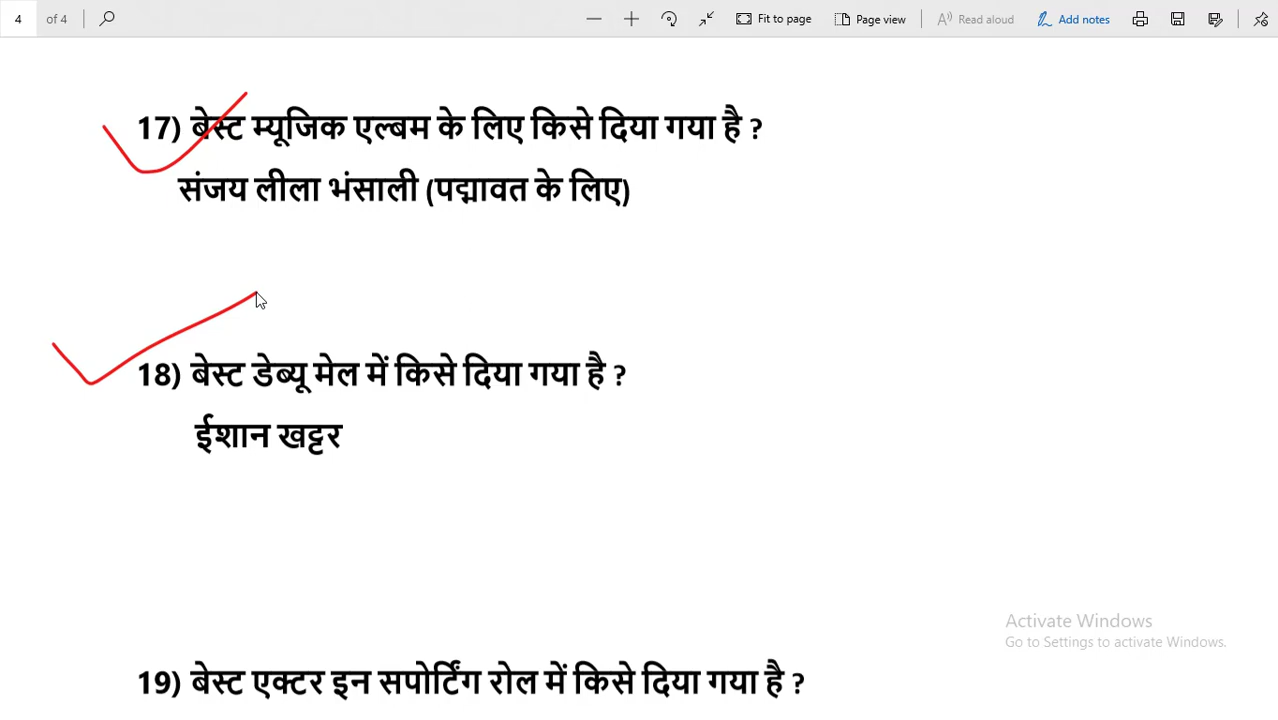 4 of 4 Fit to page Page view Read aloud Add notes
17) बेस्ट म्यूजिक एल्बम के लिए किसे दिया गया है ?
संजय लीला भंसाली (पद्मावत के लिए)
18) बेस्ट डेब्यू मेल में किसे दिया गया है ?
ईशान खट्टर
Activate Windows
Go to Settings to activate Windows.
19) बेस्ट एक्टर इन सपोर्टिंग रोल में किसे दिया गया है ?